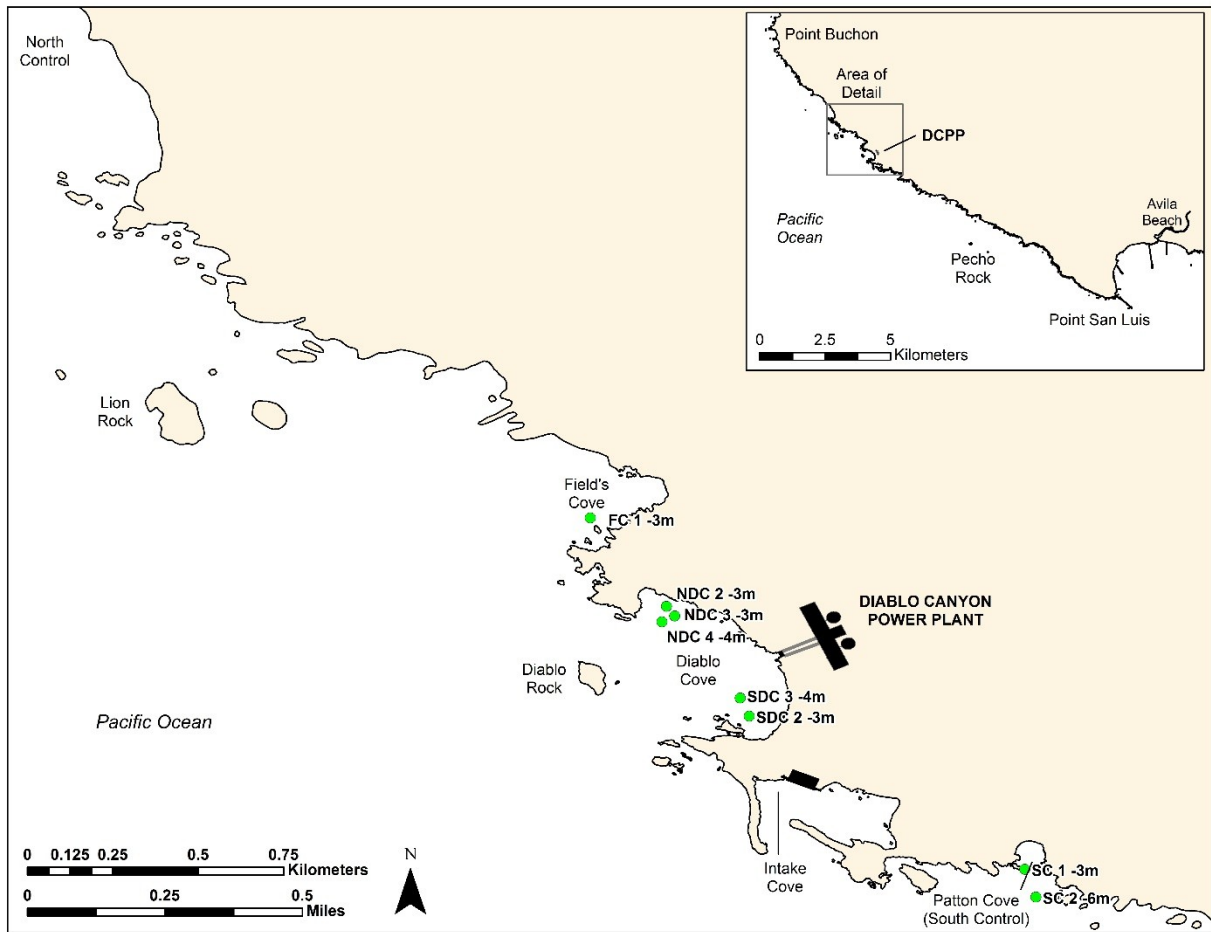 North
Control
Point Buchon
Area of
Detail
DCPP
Pacific
Ocean
Avila
Beach
Pecho
Rock
Point San Luis
0 2.5 5
Kilometers
Lion
Rock
Field's
Cove
FC 1 -3m
NDC 2 -3m
NDC 3 -3m
NDC 4 -4m
DIABLO CANYON
POWER PLANT
Diablo
Rock
Diablo
Cove
SDC 3 -4m
SDC 2 -3m
Pacific Ocean
0 0.125 0.25 0.5 0.75
Kilometers
0 0.25 0.5
Miles
N
Intake
Cove
SC 1 -3m
Patton Cove
(South Control)
SC 2 -6m